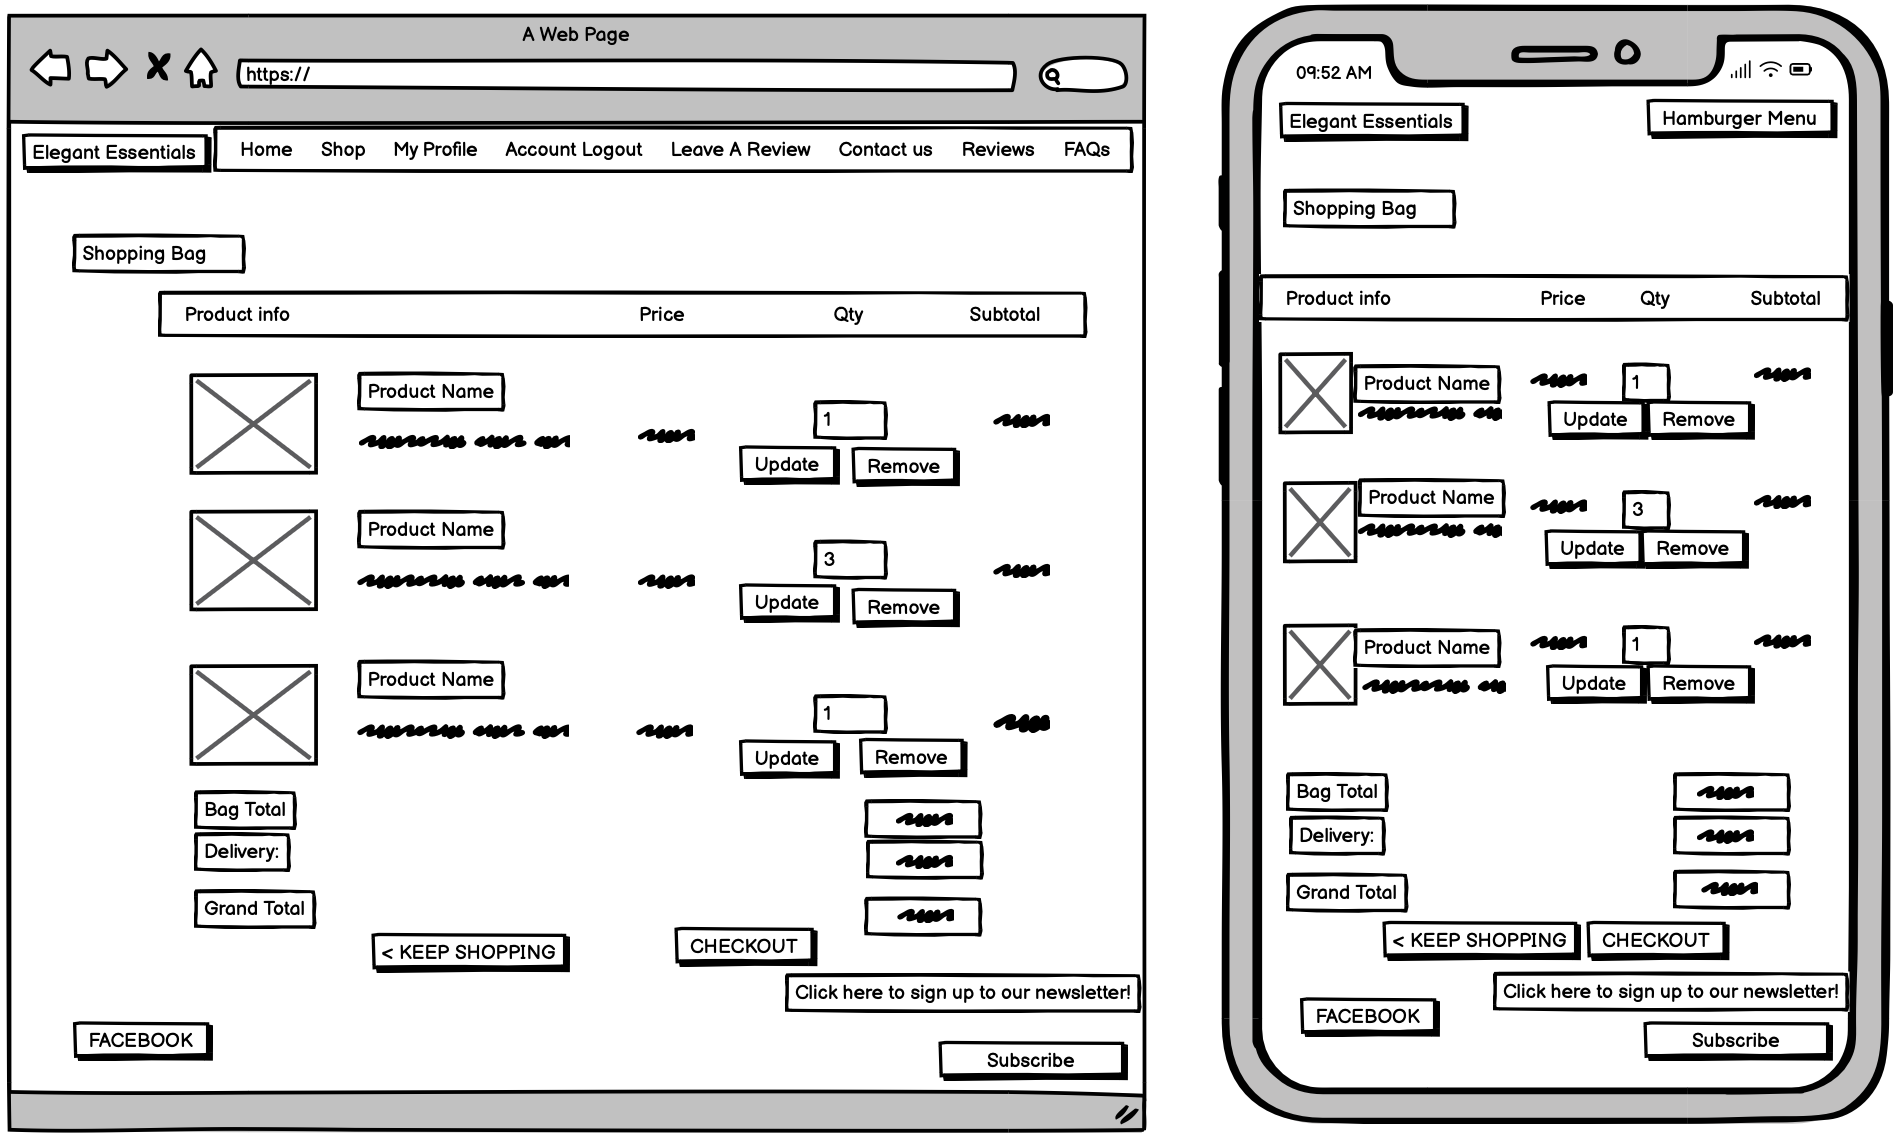 A Web Page
https://
Elegant Essentials
Home Shop My Profile Account Logout Leave A Review Contact us Reviews FAQs
Shopping Bag
Product info Price Qty Subtotal
Product Name
1
Update Remove
Product Name
3
Update Remove
Product Name
1
Update Remove
Bag Total
Delivery:
Grand Total
< KEEP SHOPPING CHECKOUT
Click here to sign up to our newsletter!
FACEBOOK
Subscribe
09:52 AM
Elegant Essentials Hamburger Menu
Shopping Bag
Product info Price Qty Subtotal
Product Name 1
Update Remove
Product Name 3
Update Remove
Product Name 1
Update Remove
Bag Total
Delivery:
Grand Total
< KEEP SHOPPING CHECKOUT
Click here to sign up to our newsletter!
FACEBOOK
Subscribe